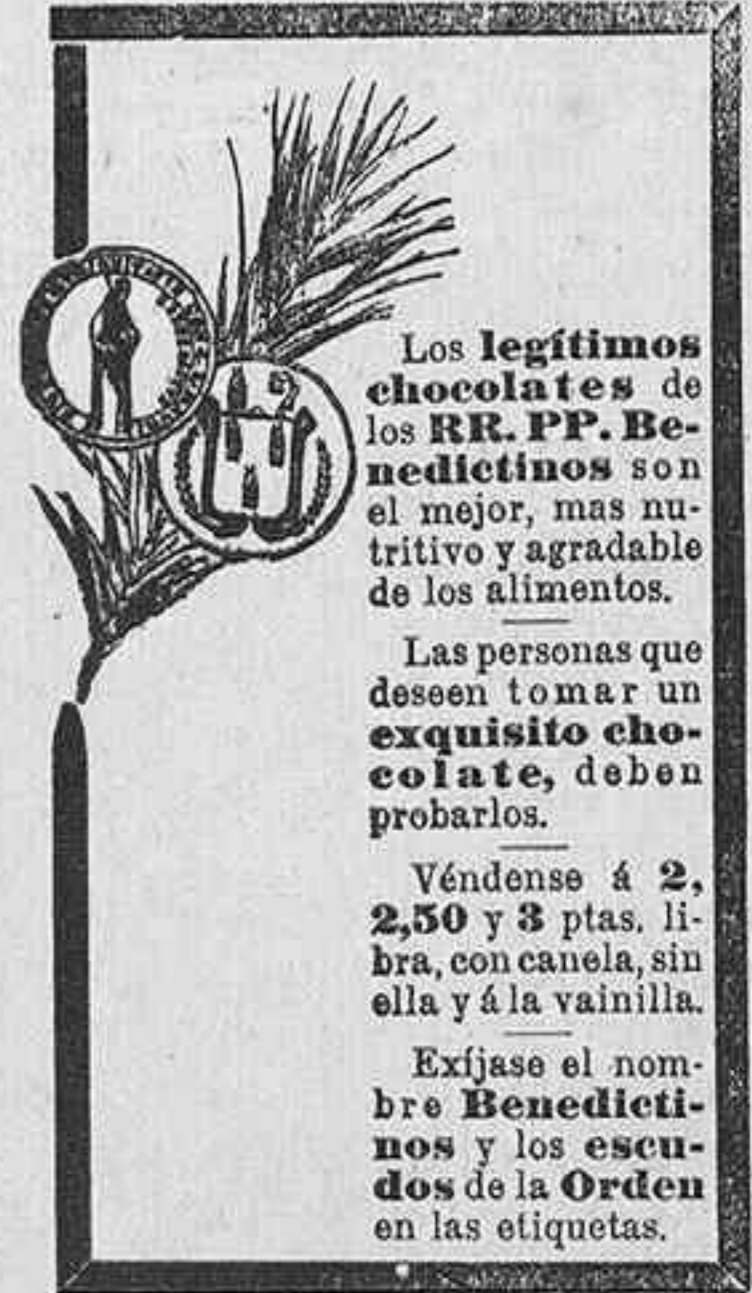 Los legítimos
chocolates de
los RR. PP. Be-
nedictinos son
el mejor, mas nu-
tritivo y agradable
de los alimentos.
Las personas que
deseen tomar un
exquisito cho-
colate, deben
probarlos.
Véndense á 2,
2,50 y 3 ptas. li-
bra, con canela, sin
ella y á la vainilla.
Exíjase el nom-
bre Benedicti-
nos y los escu-
dos de la Orden
en las etiquetas.